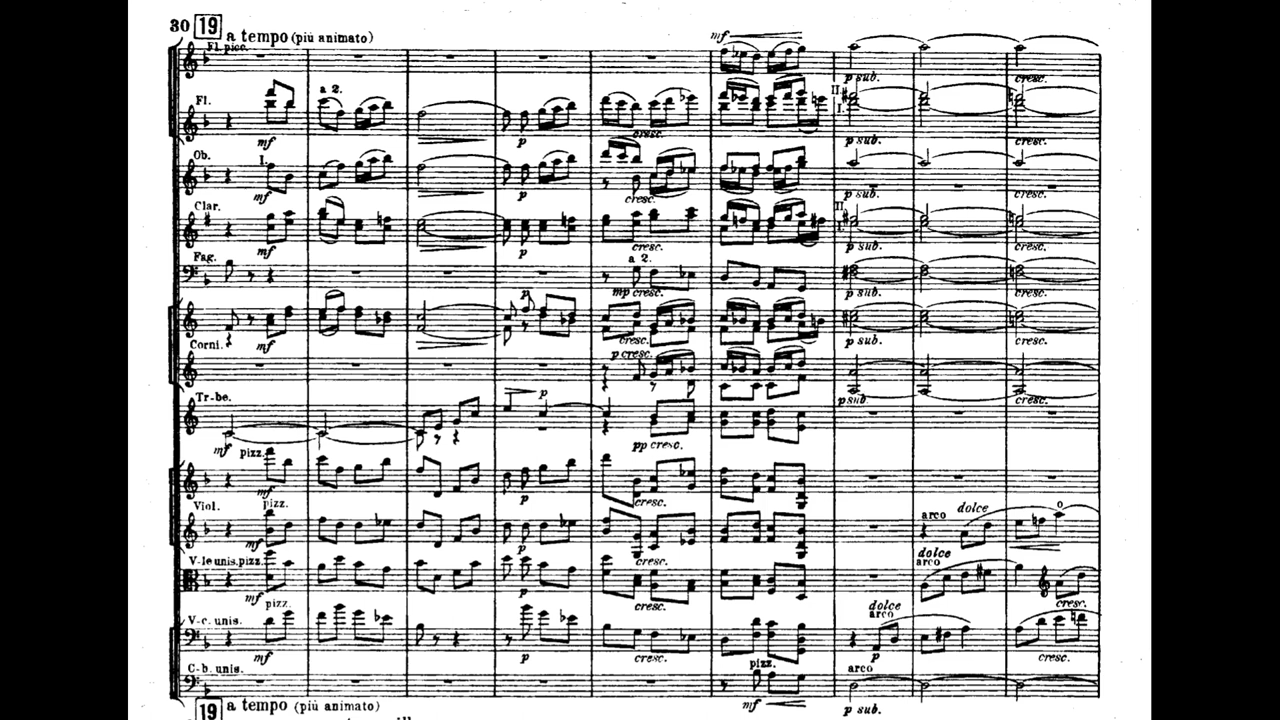 30 19 a tempo (più animato)
Fl. picc.
mf
p sub. cresc.
Fl. a 2. II. I.
mf p cresc. p sub. cresc.
Ob. I.
mf p cresc. p sub. cresc.
Clar. II. I.
mf p cresc. p sub. cresc.
Fag. a 2.
mp cresc. p sub. cresc.
p
mf cresc. p sub. cresc.
Corni.
p cresc.
p sub. cresc.
Tr-be. p
mf pp cresc.
pizz.
mf p cresc.
Viol. pizz. arco dolce
mf p cresc.
V-le unis. pizz. dolce
arco
mf p cresc. cresc.
V-c. unis. pizz. dolce
arco
mf p cresc. p cresc.
C-b. unis. pizz. arco
mf p sub.
19 a tempo (più animato)